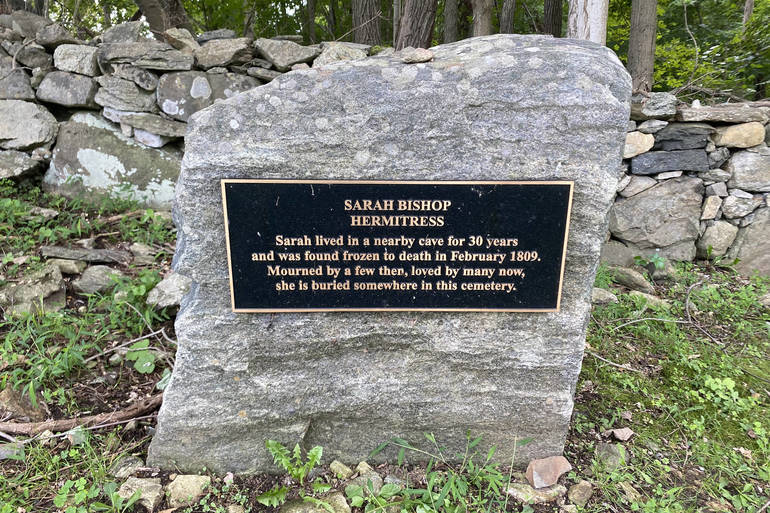 SARAH BISHOP
HERMITRESS
Sarah lived in a nearby cave for 30 years
and was found frozen to death in February 1809.
Mourned by a few then, loved by many now,
she is buried somewhere in this cemetery.